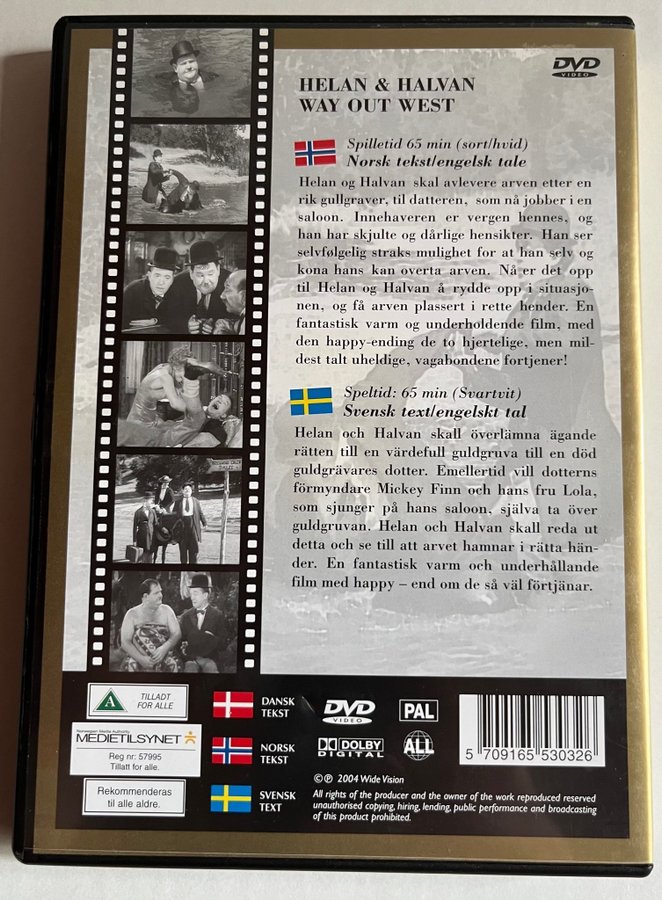 DVD
VIDEO
HELAN & HALVAN
WAY OUT WEST
Spilletid 65 min (sort/hvid)
Norsk tekst/engelsk tale
Helan og Halvan skal avlevere arven etter en
rik gullgraver, til datteren, som nå jobber i en
saloon. Innehaveren er vergen hennes, og
han har skjulte og dårlige hensikter. Han ser
selvfølgelig straks mulighet for at han selv og
kona hans kan overta arven. Nå er det opp
til Helan og Halvan å rydde opp i situasjo-
nen, og få arven plassert i rette hender. En
fantastisk varm og underholdende film, med
den happy-ending de to hjertelige, men mil-
dest talt uheldige, vagabondene fortjener!
Speltid: 65 min (Svartvit)
Svensk text/engelskt tal
Helan och Halvan skall överlämna ägande
rätten till en värdefull guldgruva till en död
guldgrävares dotter. Emellertid vill dotterns
förmyndare Mickey Finn och hans fru Lola,
som sjunger på hans saloon, själva ta över
guldgruvan. Helan och Halvan skall reda ut
detta och se till att arvet hamnar i rätta hän-
der. En fantastisk varm och underhållande
film med happy – end om de så väl förtjänar.
A
TILLADT
FOR ALLE
Norwegian Media Authority
MEDIETILSYNET
Reg nr: 57995
Tillatt for alle.
Rekommenderas
til alle aldre.
DANSK
TEKST
NORSK
TEKST
SVENSK
TEXT
DVD
VIDEO
PAL
DOLBY
DIGITAL
ALL
©℗ 2004 Wide Vision
All rights of the producer and the owner of the work reproduced reserved
unauthorised copying, hiring, lending, public performance and broadcasting
of this product prohibited.
5 709165 530326